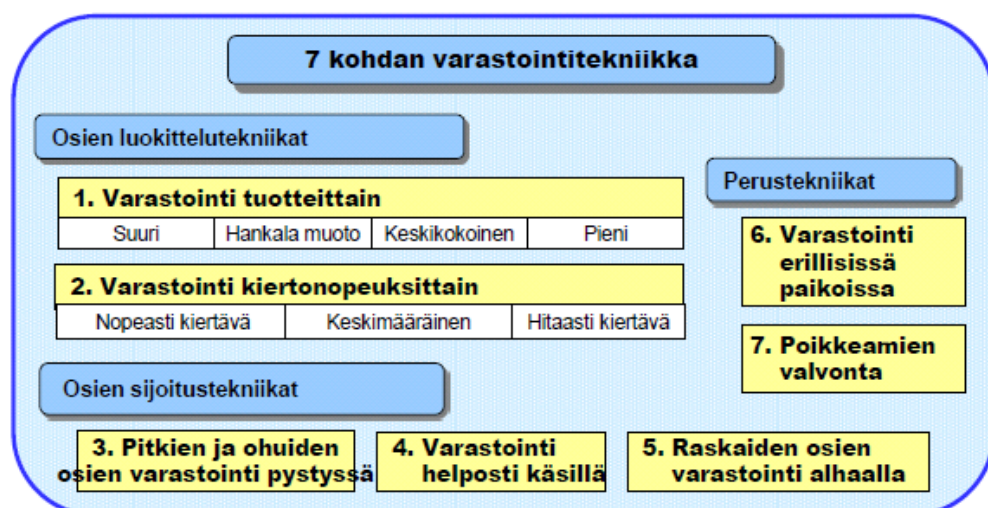 7 kohdan varastointitekniikka
Osien luokittelutekniikat
1. Varastointi tuotteittain
Suuri
Hankala muoto
Keskikokoinen
Pieni
2. Varastointi kiertonopeuksittain
Nopeasti kiertävä
Keskimääräinen
Hitaasti kiertävä
Perustekniikat
6. Varastointi
erillisissä
paikoissa
7. Poikkeamien
valvonta
Osien sijoitustekniikat
3. Pitkien ja ohuiden
osien varastointi pystyssä
4. Varastointi
helposti käsillä
5. Raskaiden osien
varastointi alhaalla